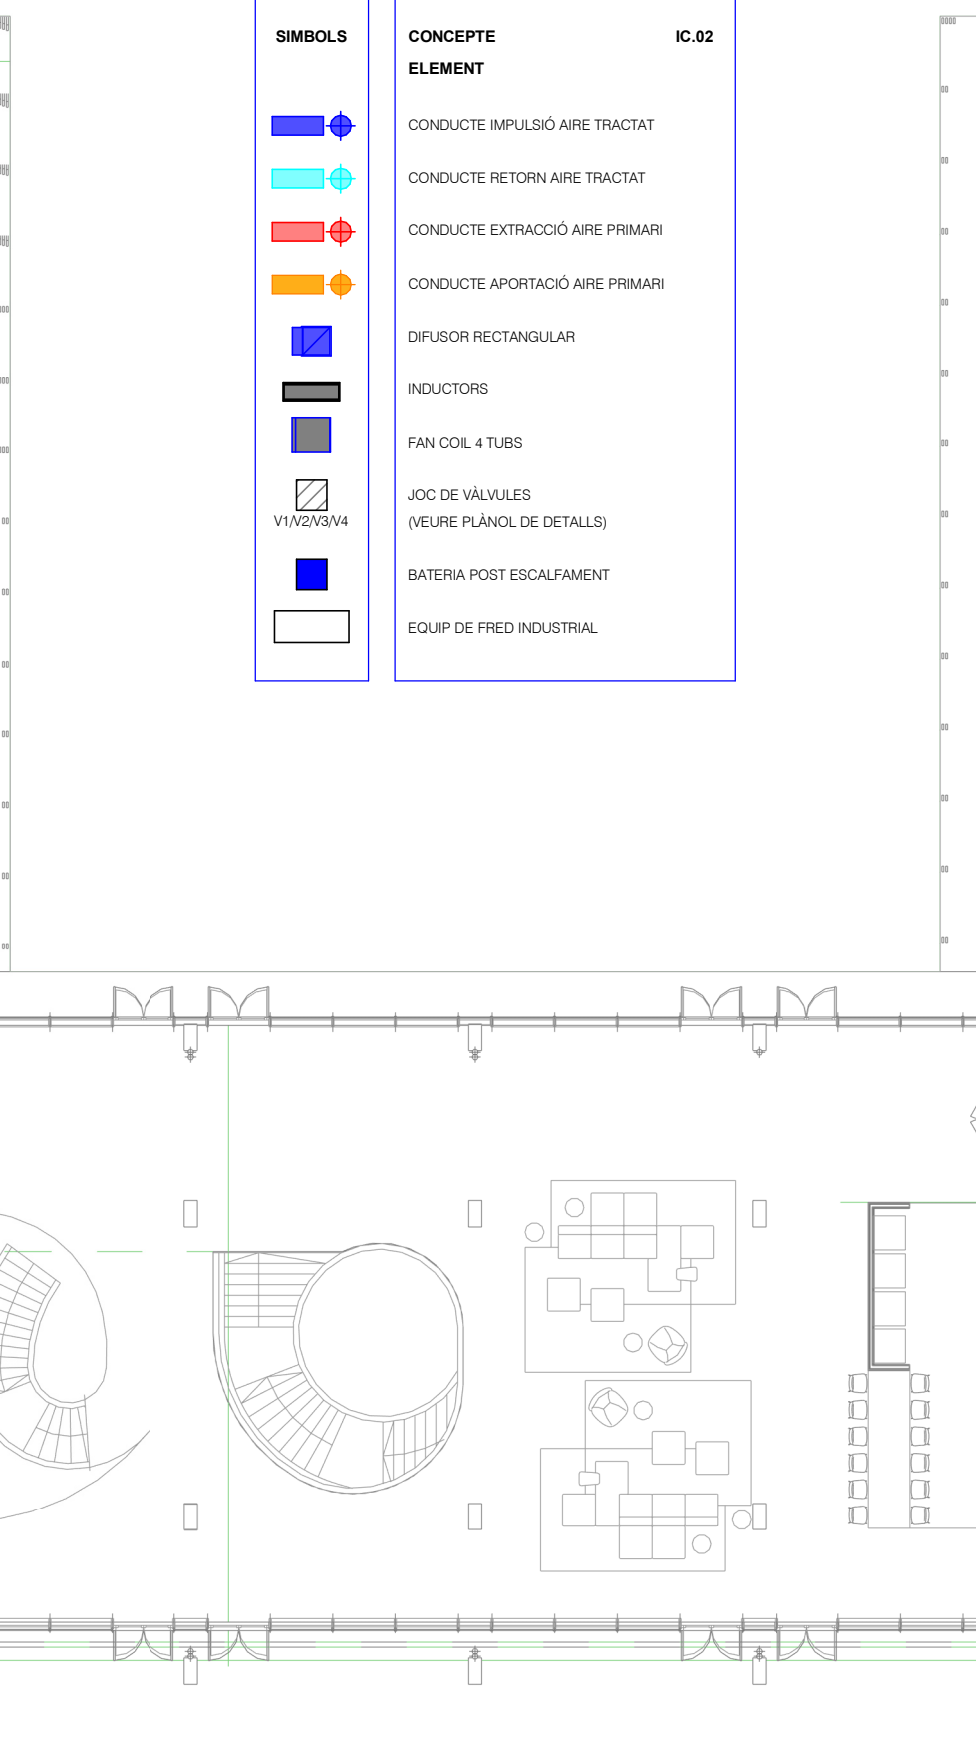 SIMBOLS
CONCEPTE IC.02
ELEMENT
CONDUCTE IMPULSIÓ AIRE TRACTAT
CONDUCTE RETORN AIRE TRACTAT
CONDUCTE EXTRACCIÓ AIRE PRIMARI
CONDUCTE APORTACIÓ AIRE PRIMARI
DIFUSOR RECTANGULAR
INDUCTORS
FAN COIL 4 TUBS
JOC DE VÀLVULES
V1/V2/V3/V4 (VEURE PLÀNOL DE DETALLS)
BATERIA POST ESCALFAMENT
EQUIP DE FRED INDUSTRIAL